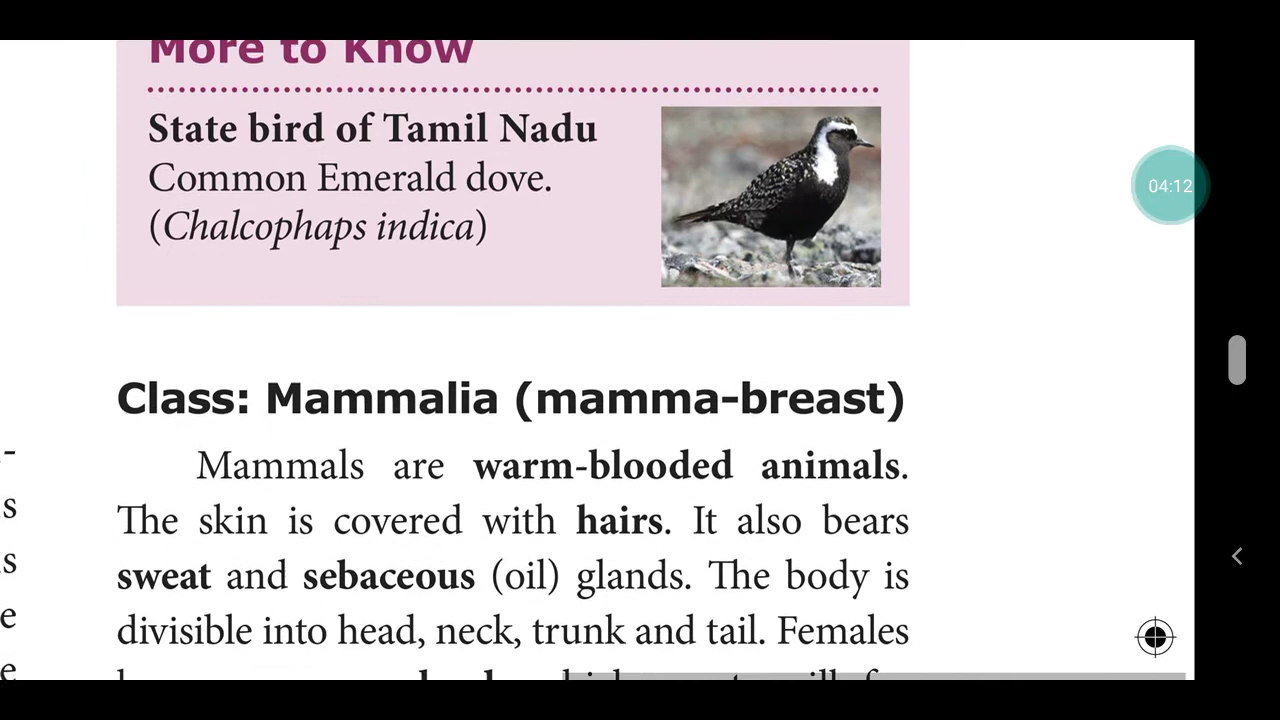 More to Know
State bird of Tamil Nadu
Common Emerald dove.
(Chalcophaps indica)
04:12
Class: Mammalia (mamma-breast)
Mammals are warm-blooded animals.
The skin is covered with hairs. It also bears
sweat and sebaceous (oil) glands. The body is
divisible into head, neck, trunk and tail. Females